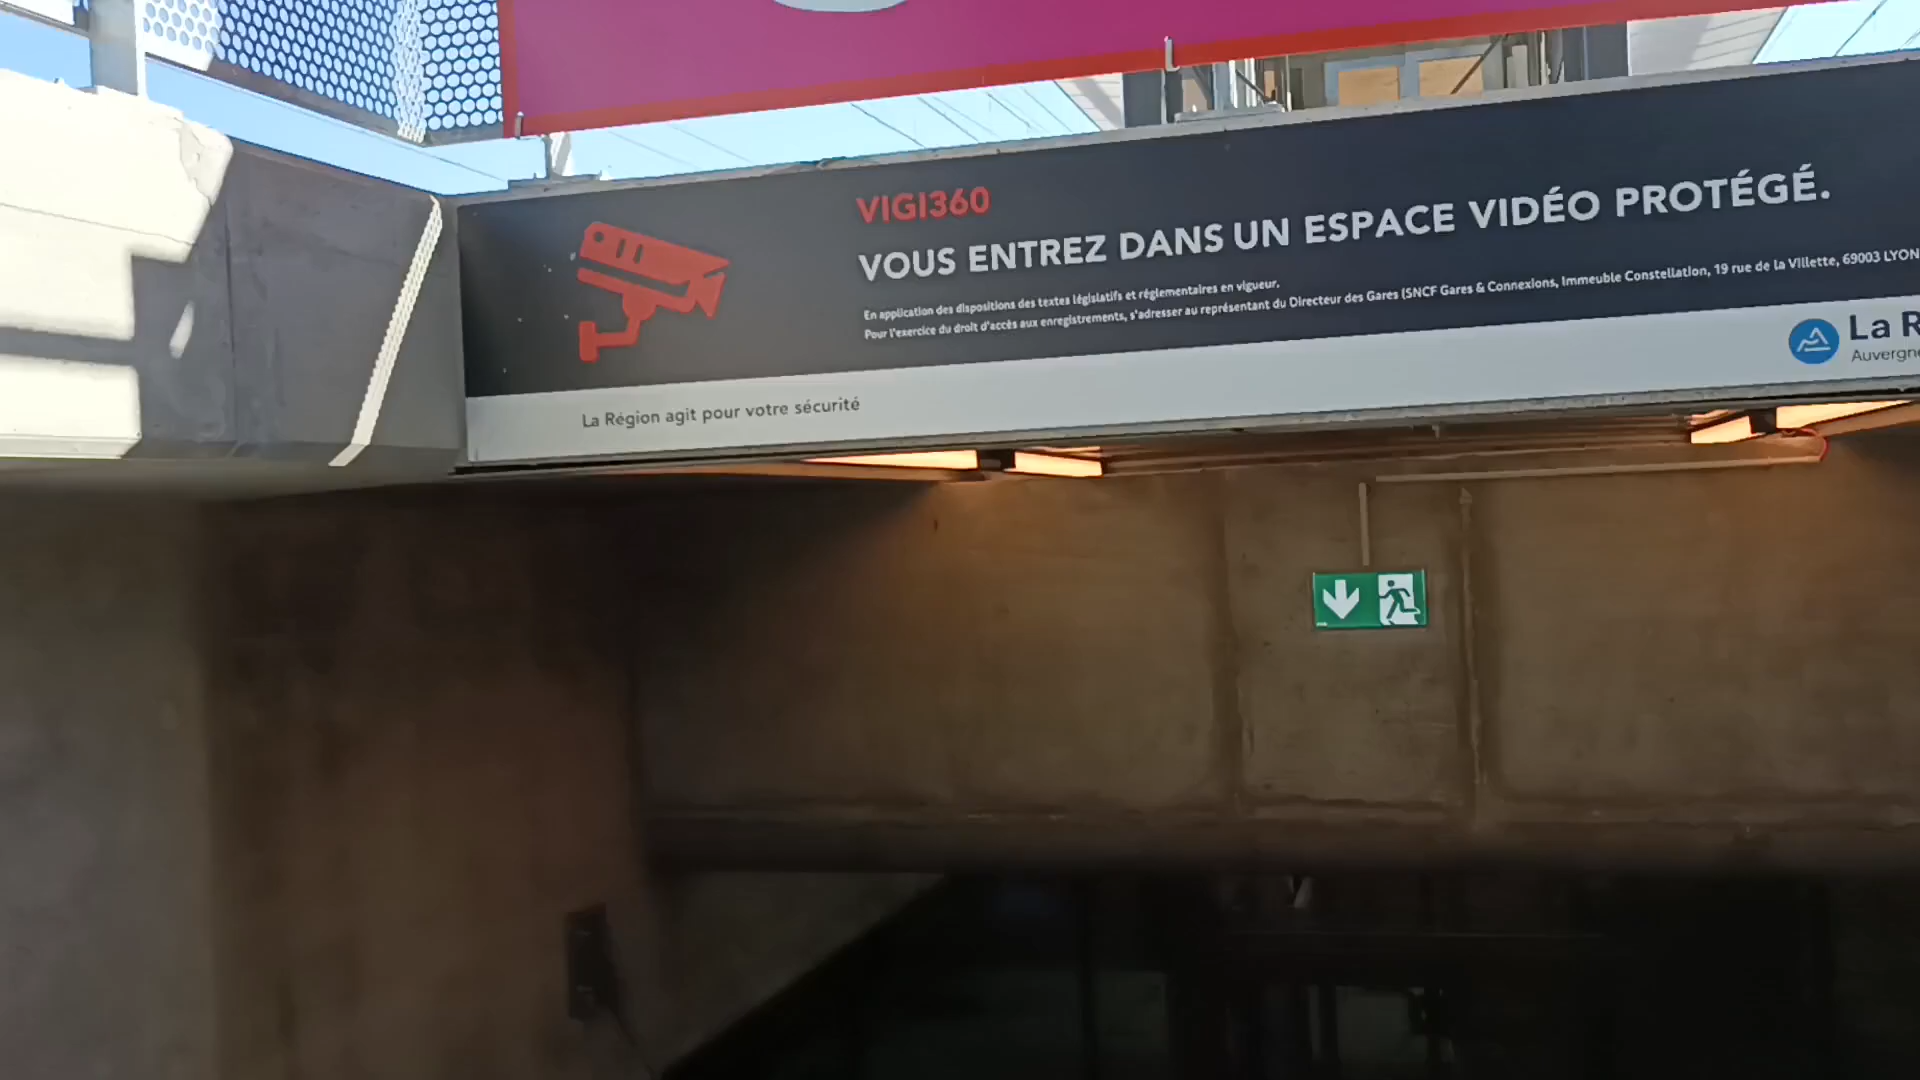 VIGI360
VOUS ENTREZ DANS UN ESPACE VIDÉO PROTÉGÉ.
En application des dispositions des textes législatifs et réglementaires en vigueur.
Pour l'exercice du droit d'accès aux enregistrements, s'adresser au représentant du Directeur des Gares (SNCF Gares & Connexions, Immeuble Constellation, 19 rue de la Villette, 69003 LYON
La R
Auvergne
La Région agit pour votre sécurité